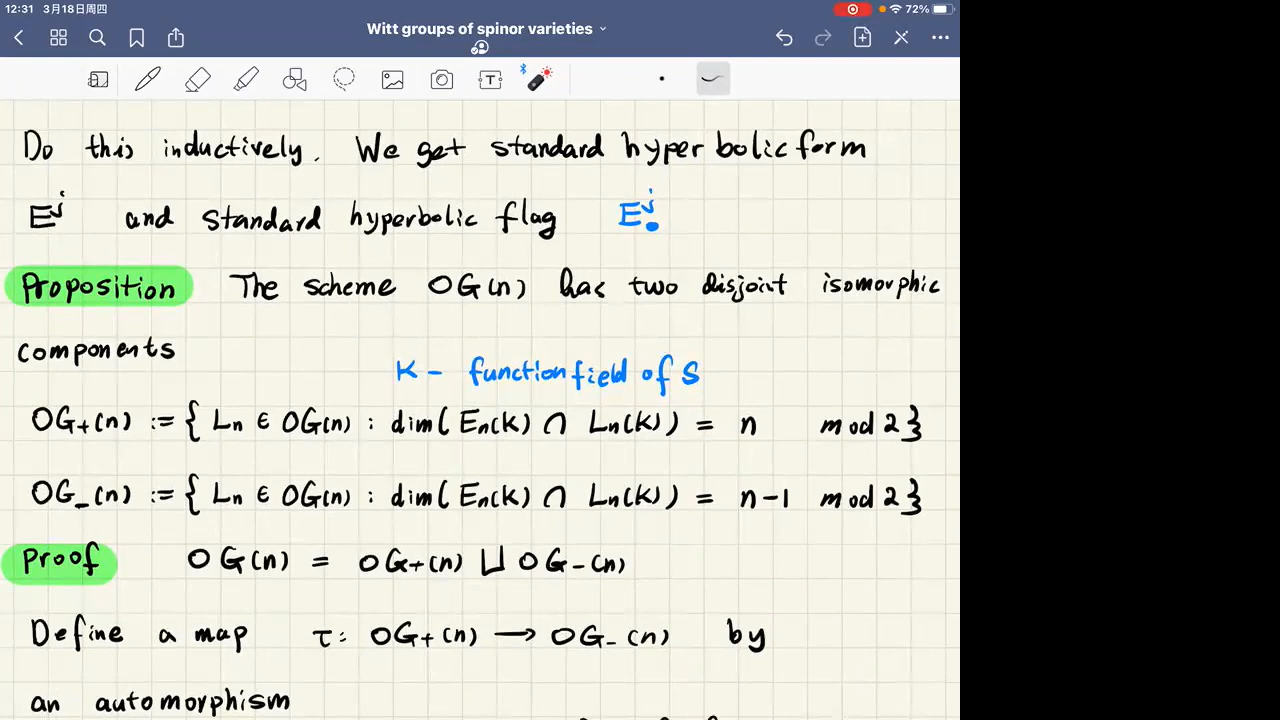 12:31 3月18日周四
72%
Witt groups of spinor varieties
Do this inductively. We get standard hyperbolic form
E^j and standard hyperbolic flag E^j_•
Proposition The scheme OG(n) has two disjoint isomorphic
components
K - function field of S
OG₊(n) := { Ln ∈ OG(n) : dim( En(K) ∩ Ln(K) ) = n mod 2 }
OG₋(n) := { Ln ∈ OG(n) : dim( En(K) ∩ Ln(K) ) = n-1 mod 2 }
Proof OG(n) = OG₊(n) ⊔ OG₋(n)
Define a map τ: OG₊(n) → OG₋(n) by
an automorphism